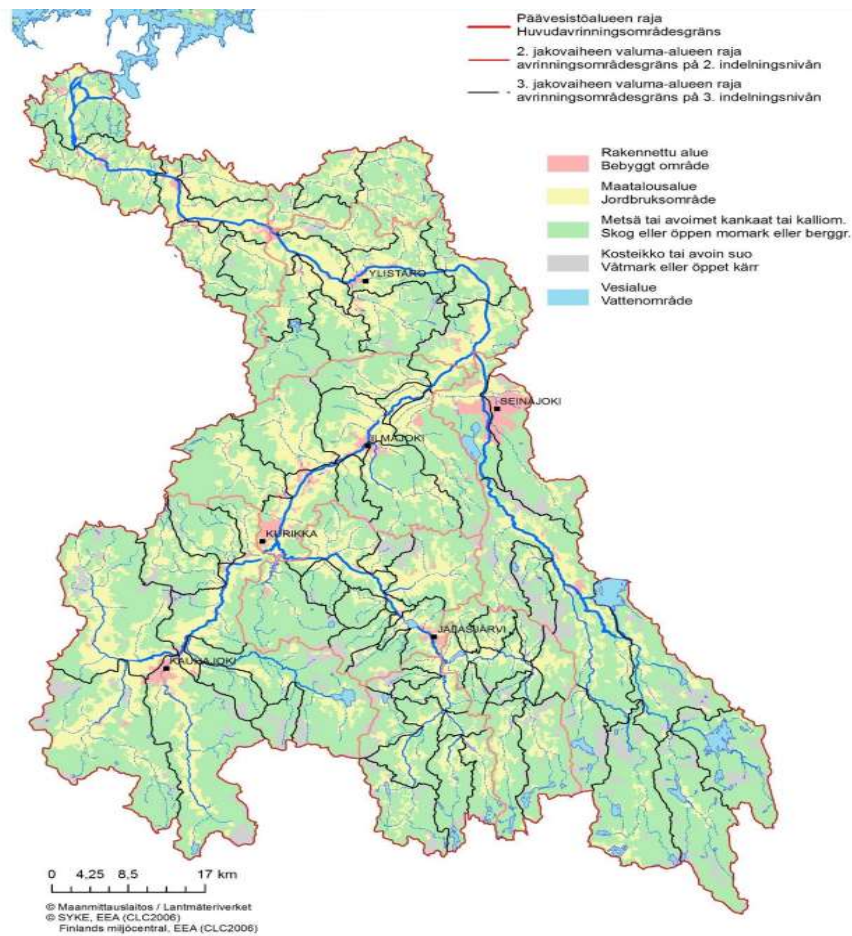 Päävesistöalueen raja
Huvudavrinningsområdesgräns
2. jakovaiheen valuma-alueen raja
avrinningsområdesgräns på 2. indelningsnivån
3. jakovaiheen valuma-alueen raja
avrinningsområdesgräns på 3. indelningsnivån
Rakennettu alue
Bebyggt område
Maatalousalue
Jordbruksområde
Metsä tai avoimet kankaat tai kalliom.
Skog eller öppen momark eller berggr.
Kosteikko tai avoin suo
Våtmark eller öppet kärr
Vesialue
Vattenområde
YLISTARO
SEINÄJOKI
ILMAJOKI
KURIKKA
JALASJÄRVI
KAUHAJOKI
0 4,25 8,5 17 km
© Maanmittauslaitos / Lantmäteriverket
© SYKE, EEA (CLC2006)
Finlands miljöcentral, EEA (CLC2006)